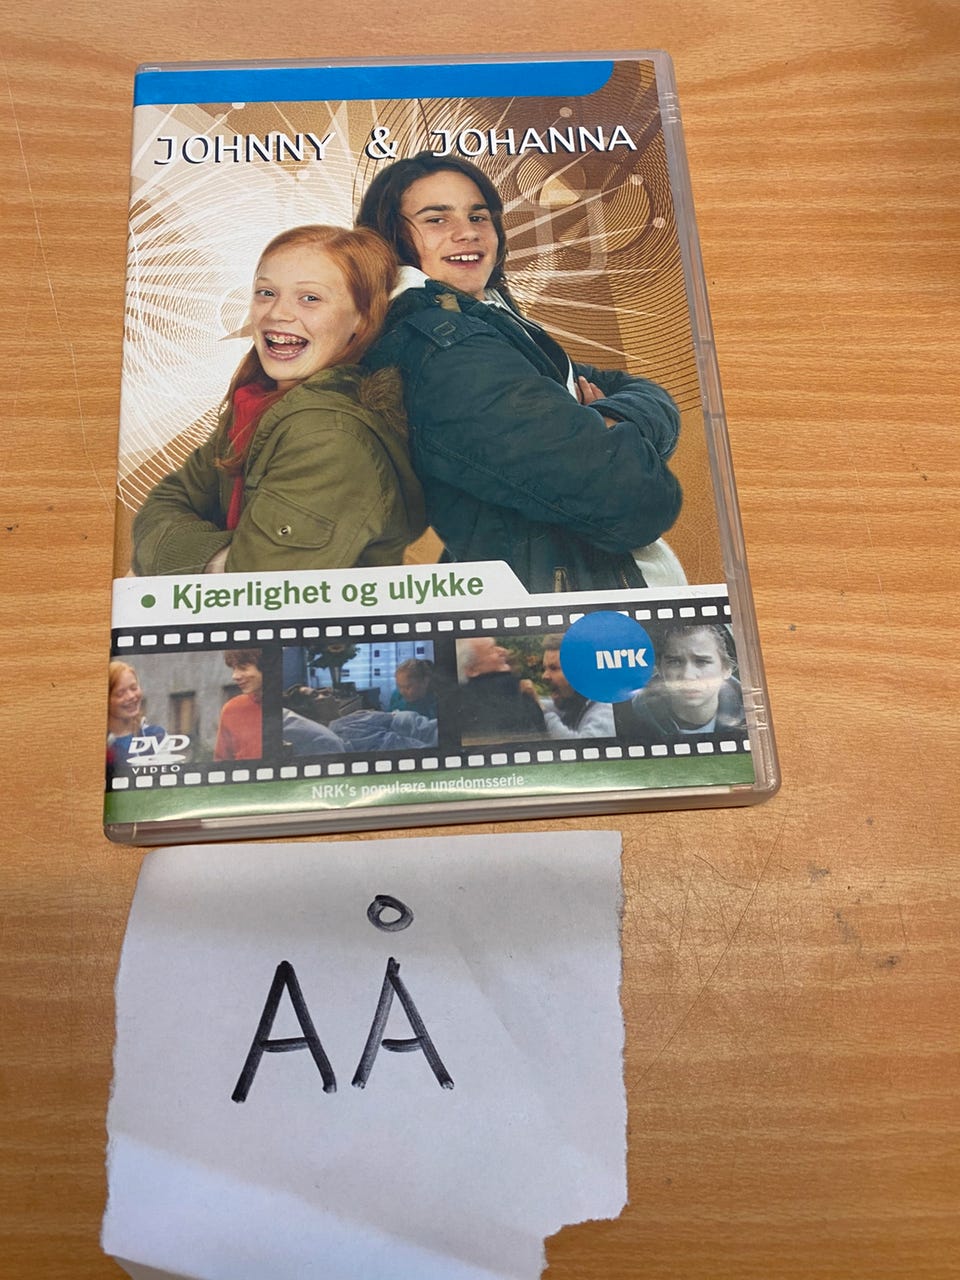 JOHNNY & JOHANNA
• Kjærlighet og ulykke
NRK
DVD
VIDEO
NRK's populære ungdomsserie
AÅ